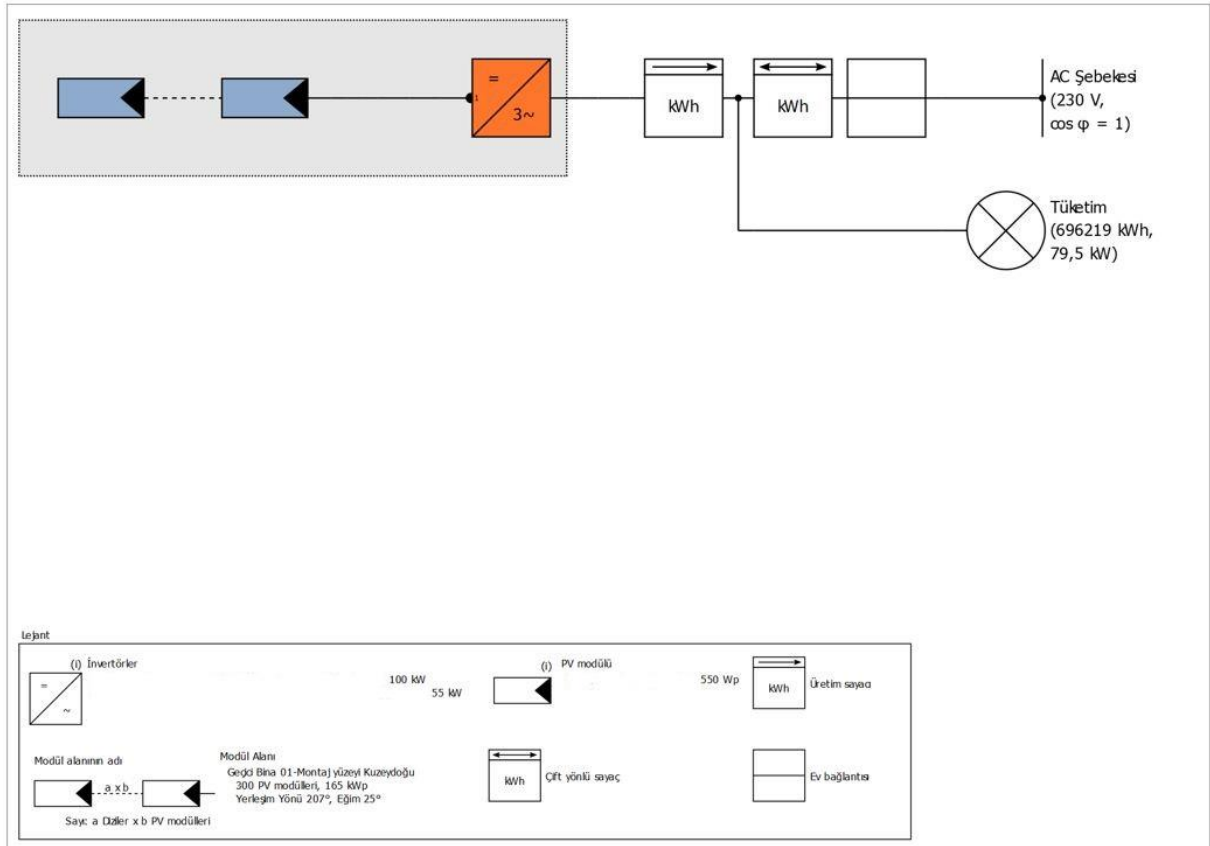 =
3~
1
kWh
kWh
AC Şebekesi
(230 V,
cos φ = 1)
Tüketim
(696219 kWh,
79,5 kW)
Lejant
(i) İnvertörler
=
~
100 kW
55 kW
(i) PV modülü
550 Wp
kWh
Üretim sayacı
Modül alanının adı
a x b
Sayı: a Diziler x b PV modülleri
Modül Alanı
Geçici Bina 01-Montaj yüzeyi Kuzeydoğu
300 PV modülleri, 165 kWp
Yerleşim Yönü 207°, Eğim 25°
kWh
Çift yönlü sayaç
Ev bağlantısı